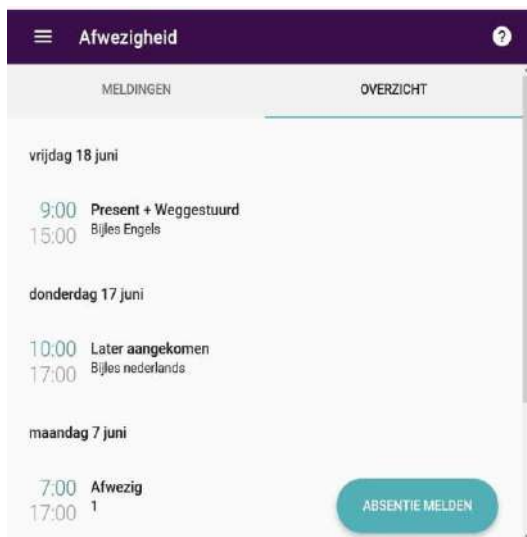 Afwezigheid
?
MELDINGEN
OVERZICHT
vrijdag 18 juni
9:00 Present + Weggestuurd
15:00 Bijles Engels
donderdag 17 juni
10:00 Later aangekomen
17:00 Bijles nederlands
maandag 7 juni
7:00 Afwezig
17:00 1
ABSENTIE MELDEN